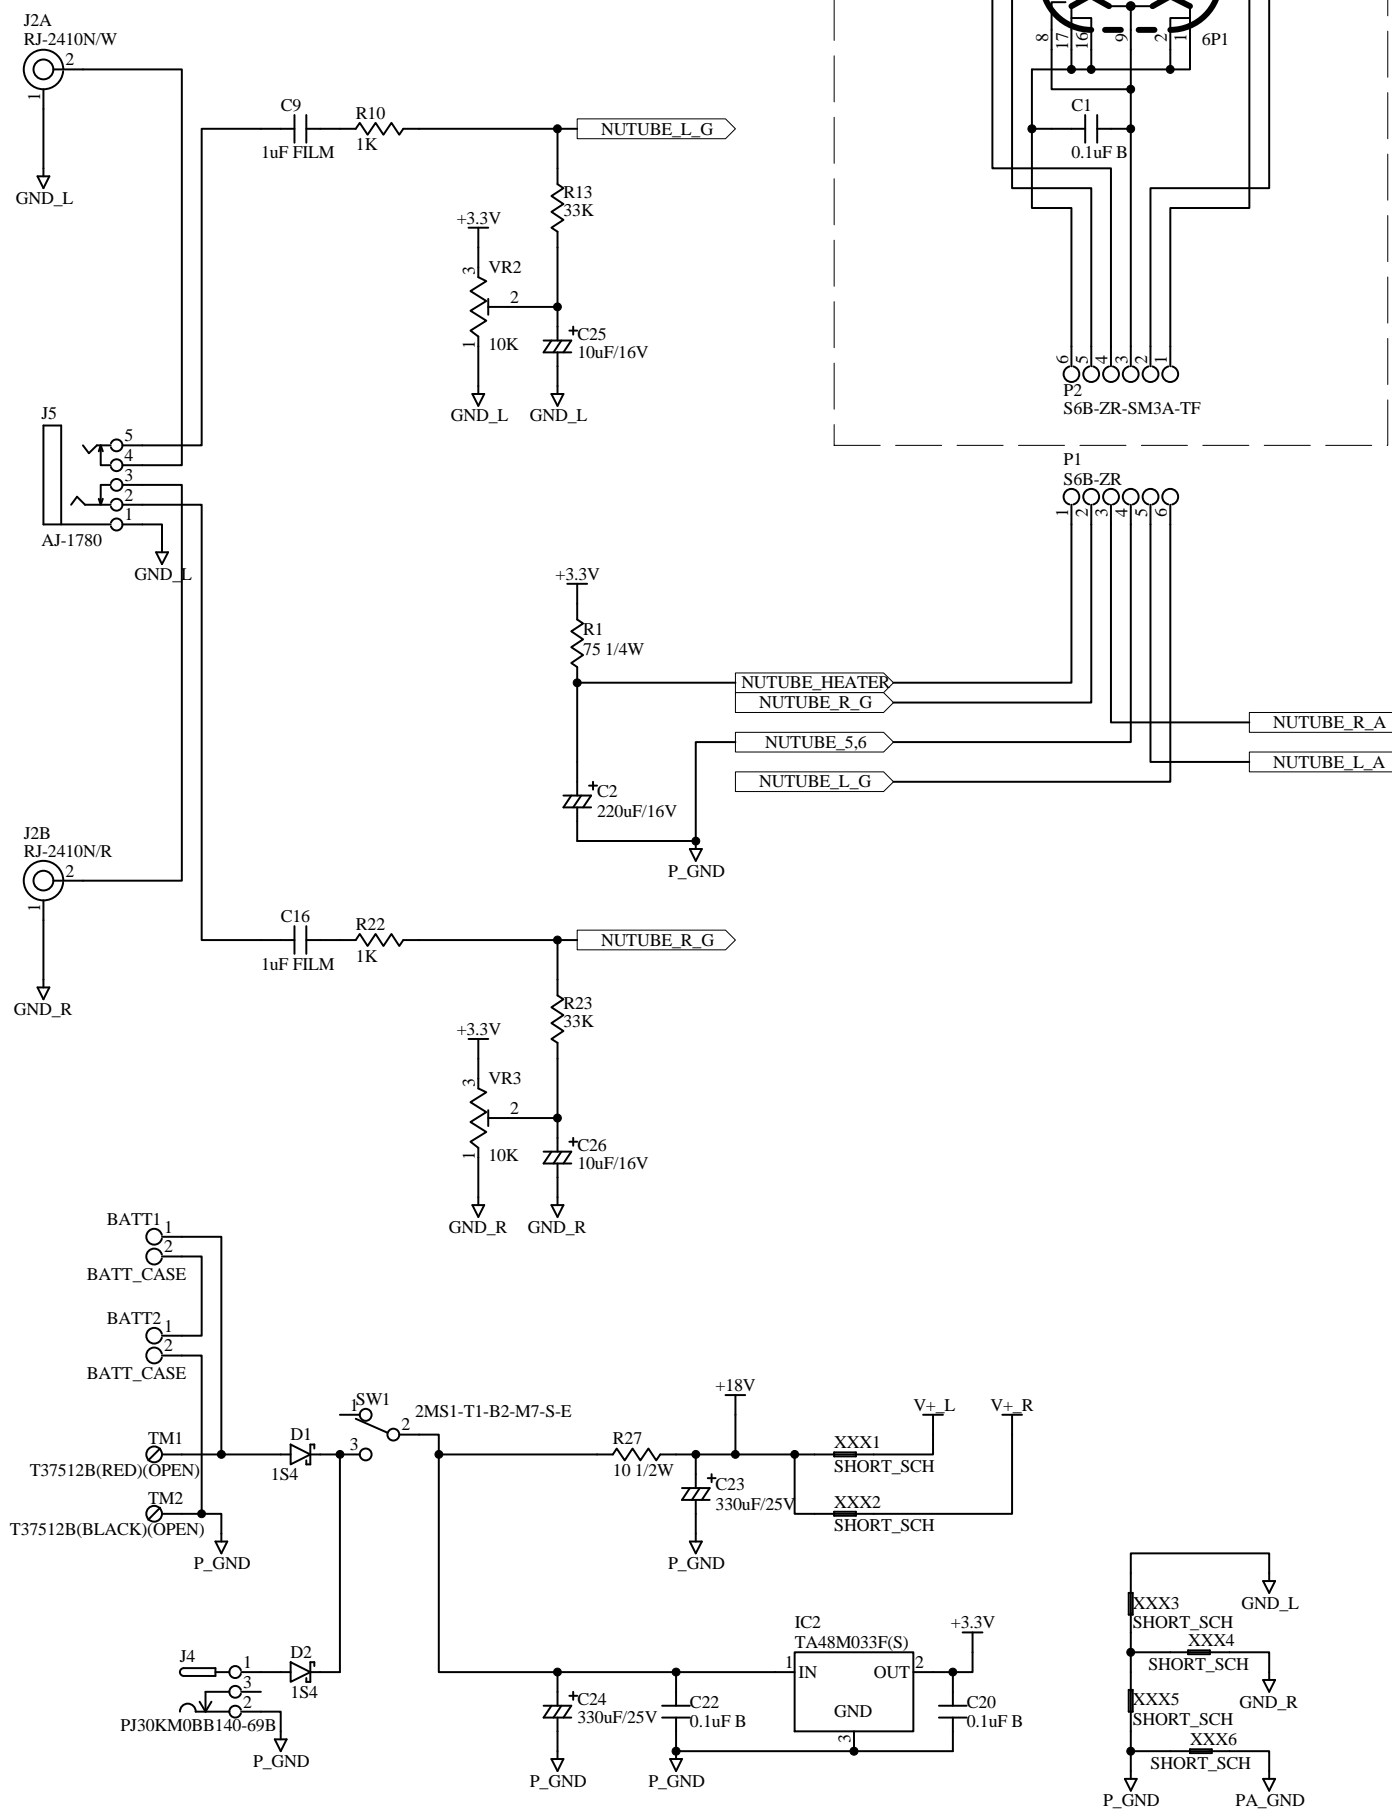 J2A
RJ-2410N/W
2
1
GND_L
C9
1uF FILM
R10
1K
NUTUBE_L_G
R13
33K
+3.3V
3
VR2
2
1
10K
+
C25
10uF/16V
GND_L
GND_L
8
17
16
9
2
1
6P1
C1
0.1uF B
6
5
4
3
2
1
P2
S6B-ZR-SM3A-TF
P1
S6B-ZR
1
2
3
4
5
6
J5
5
4
3
2
1
AJ-1780
GND_L
+3.3V
R1
75 1/4W
NUTUBE_HEATER
NUTUBE_R_G
NUTUBE_5,6
NUTUBE_L_G
NUTUBE_R_A
NUTUBE_L_A
+
C2
220uF/16V
P_GND
J2B
RJ-2410N/R
2
1
GND_R
C16
1uF FILM
R22
1K
NUTUBE_R_G
R23
33K
+3.3V
3
VR3
2
1
10K
+
C26
10uF/16V
GND_R
GND_R
BATT1
1
2
BATT_CASE
BATT2
1
2
BATT_CASE
TM1
T37512B(RED)(OPEN)
TM2
T37512B(BLACK)(OPEN)
P_GND
D1
1S4
SW1
1
2
3
2MS1-T1-B2-M7-S-E
R27
10 1/2W
+18V
+
C23
330uF/25V
P_GND
XXX1
SHORT_SCH
XXX2
SHORT_SCH
V+_L
V+_R
J4
1
3
2
PJ30KM0BB140-69B
P_GND
D2
1S4
+
C24
330uF/25V
P_GND
C22
0.1uF B
P_GND
IC2
TA48M033F(S)
1
IN
OUT
2
GND
3
+3.3V
C20
0.1uF B
XXX3
SHORT_SCH
GND_L
XXX4
SHORT_SCH
GND_R
XXX5
SHORT_SCH
XXX6
SHORT_SCH
P_GND
PA_GND